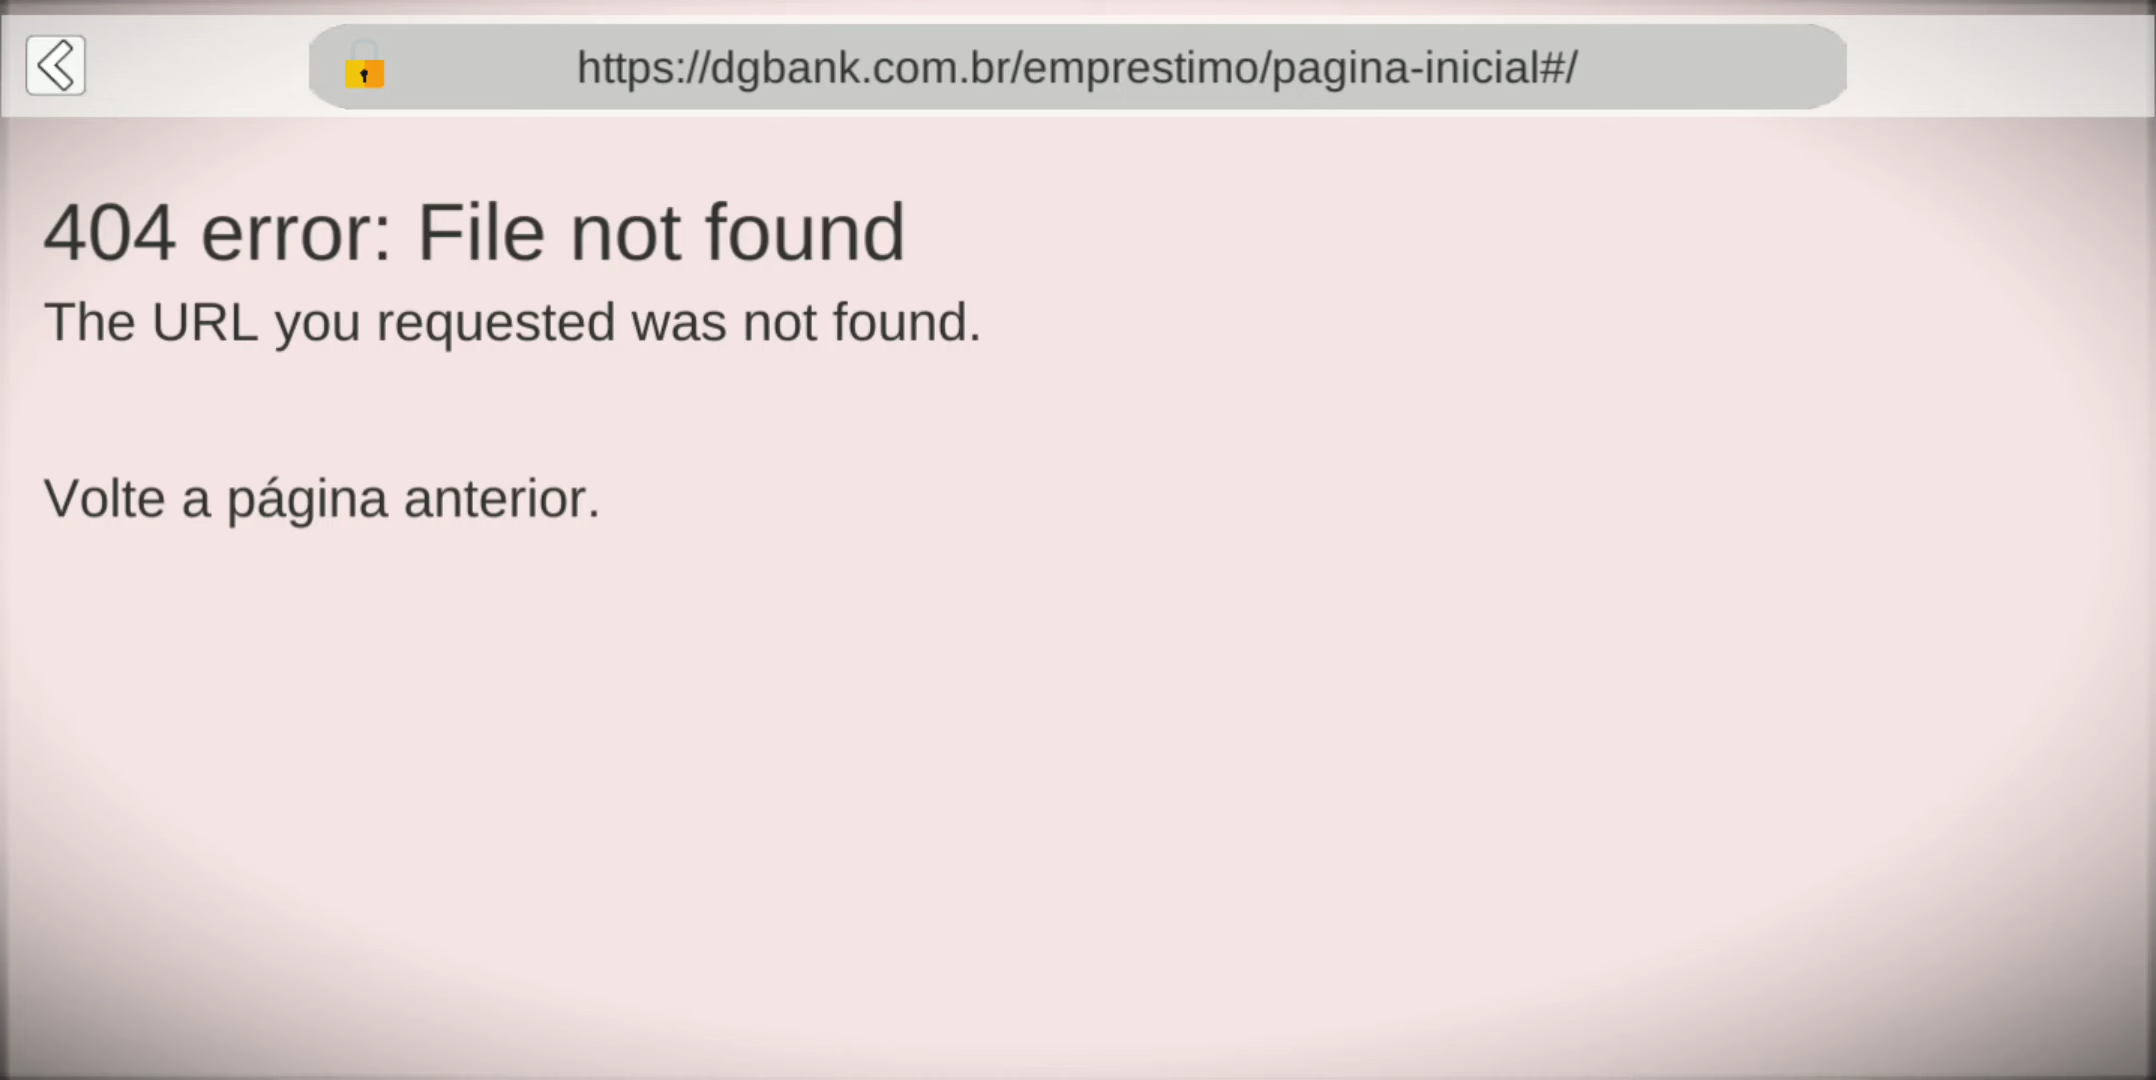 https://dgbank.com.br/emprestimo/pagina-inicial#/
404 error: File not found
The URL you requested was not found.
Volte a página anterior.